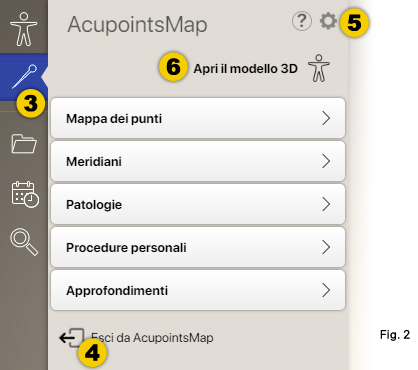 AcupointsMap
?
5
6
Apri il modello 3D
3
Mappa dei punti
Meridiani
Patologie
Procedure personali
Approfondimenti
Esci da AcupointsMap
4
Fig. 2